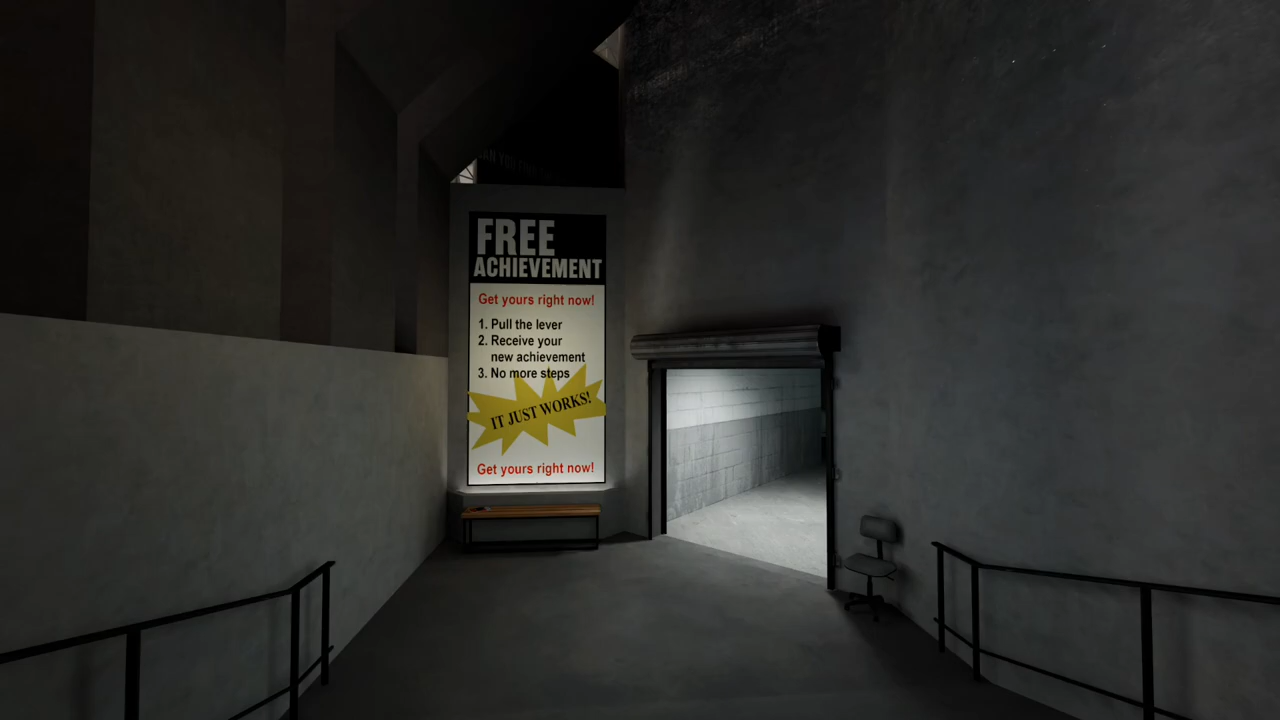 FREE
ACHIEVEMENT
Get yours right now!
1. Pull the lever
2. Receive your
new achievement
3. No more steps
IT JUST WORKS!
Get yours right now!